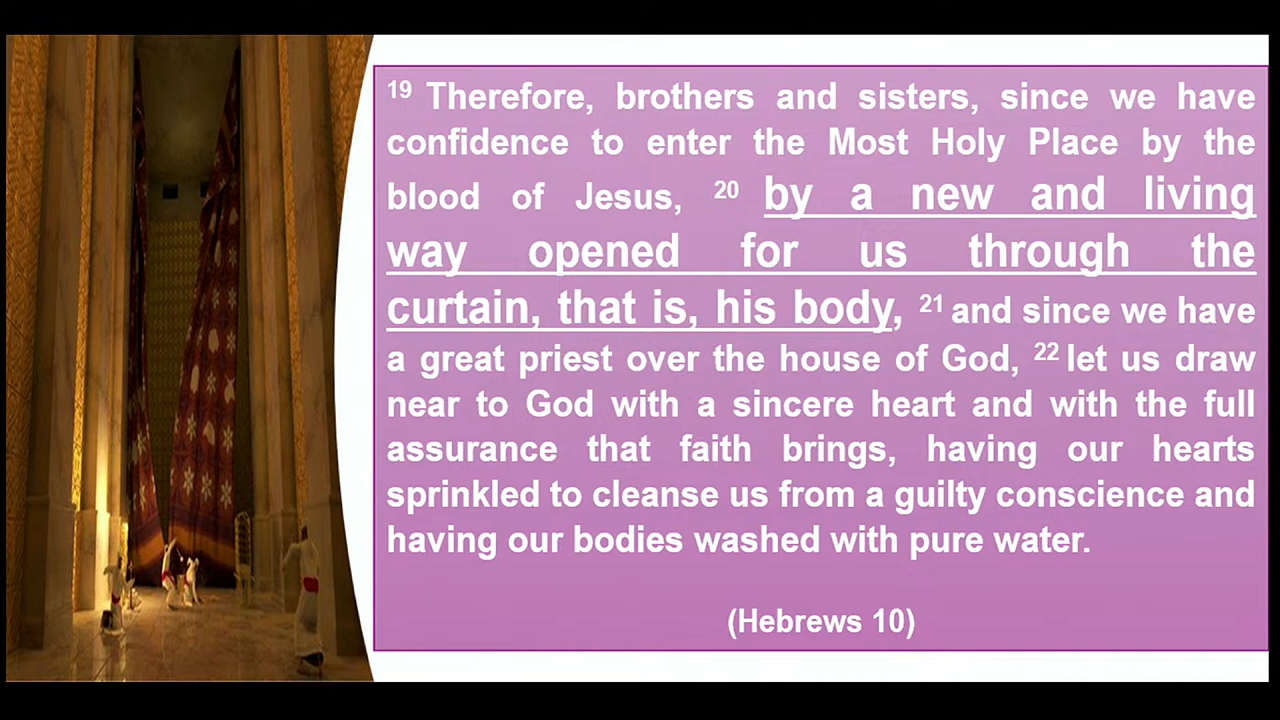 19 Therefore, brothers and sisters, since we have
confidence to enter the Most Holy Place by the
blood of Jesus, 20 by a new and living
way opened for us through the
curtain, that is, his body, 21 and since we have
a great priest over the house of God, 22 let us draw
near to God with a sincere heart and with the full
assurance that faith brings, having our hearts
sprinkled to cleanse us from a guilty conscience and
having our bodies washed with pure water.
(Hebrews 10)